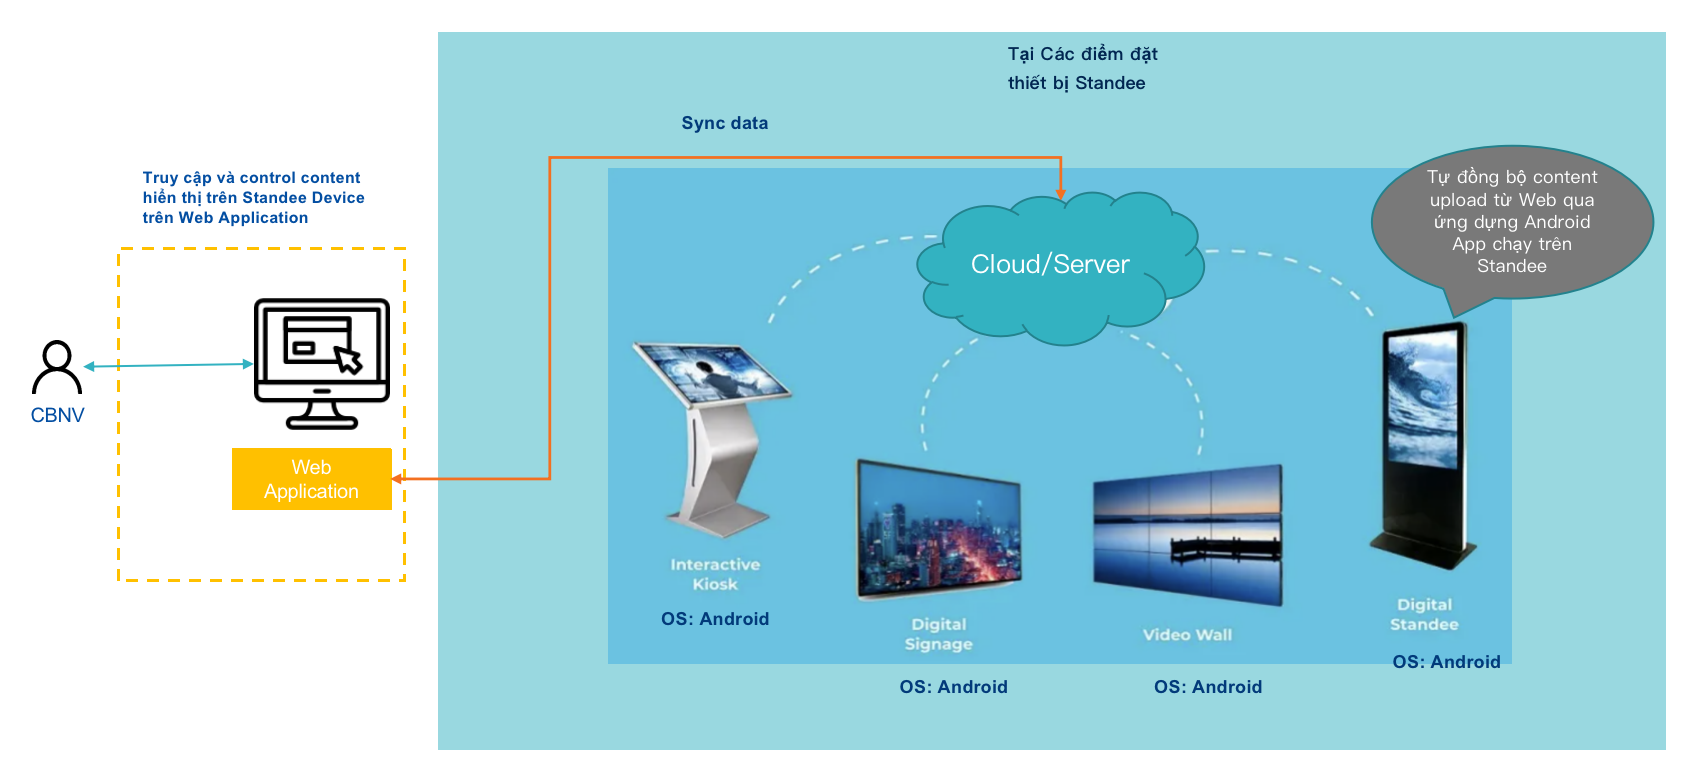 Tại Các điểm đặt
thiết bị Standee
Sync data
Truy cập và control content
hiển thị trên Standee Device
trên Web Application
CBNV
Web
Application
Cloud/Server
Tự đồng bộ content
upload từ Web qua
ứng dụng Android
App chạy trên
Standee
Interactive
Kiosk
OS: Android
Digital
Signage
OS: Android
Video Wall
OS: Android
Digital
Standee
OS: Android